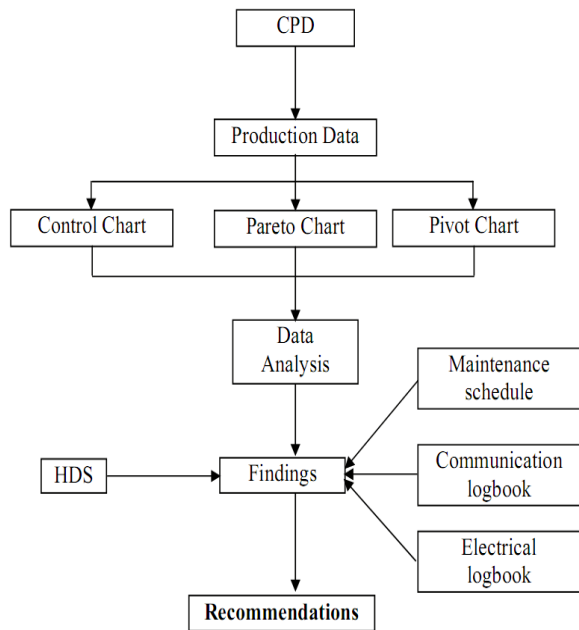 CPD
Production Data
Control Chart
Pareto Chart
Pivot Chart
Data
Analysis
Maintenance
schedule
HDS
Findings
Communication
logbook
Electrical
logbook
Recommendations